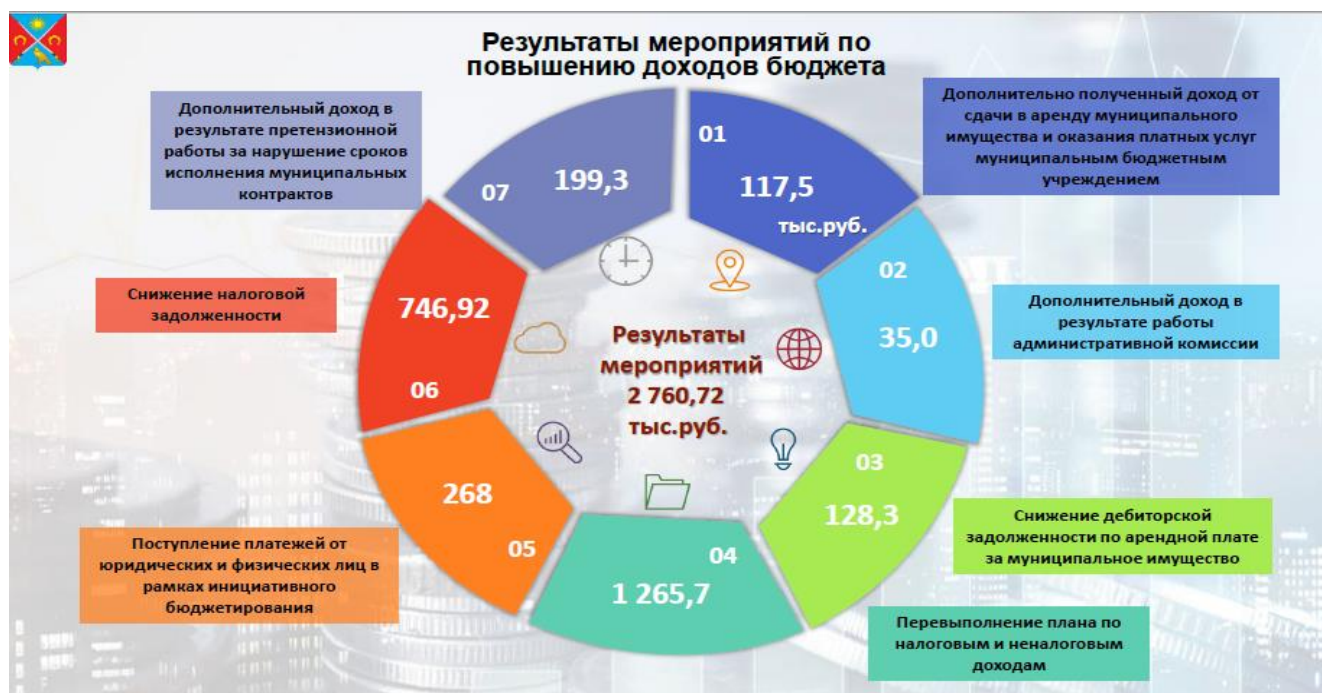 Результаты мероприятий по
повышению доходов бюджета
Дополнительно полученный доход от
сдачи в аренду муниципального
имущества и оказания платных услуг
муниципальным бюджетным
учреждением
01
117,5
тыс.руб.
Дополнительный доход в
результате работы
административной комиссии
02
35,0
Снижение дебиторской
задолженности по арендной плате
за муниципальное имущество
03
128,3
Перевыполнение плана по
налоговым и неналоговым
доходам
04
1 265,7
Поступление платежей от
юридических и физических лиц в
рамках инициативного
бюджетирования
268
05
Снижение налоговой
задолженности
746,92
06
Дополнительный доход в
результате претензионной
работы за нарушение сроков
исполнения муниципальных
контрактов
199,3
07
Результаты
мероприятий
2 760,72
тыс.руб.